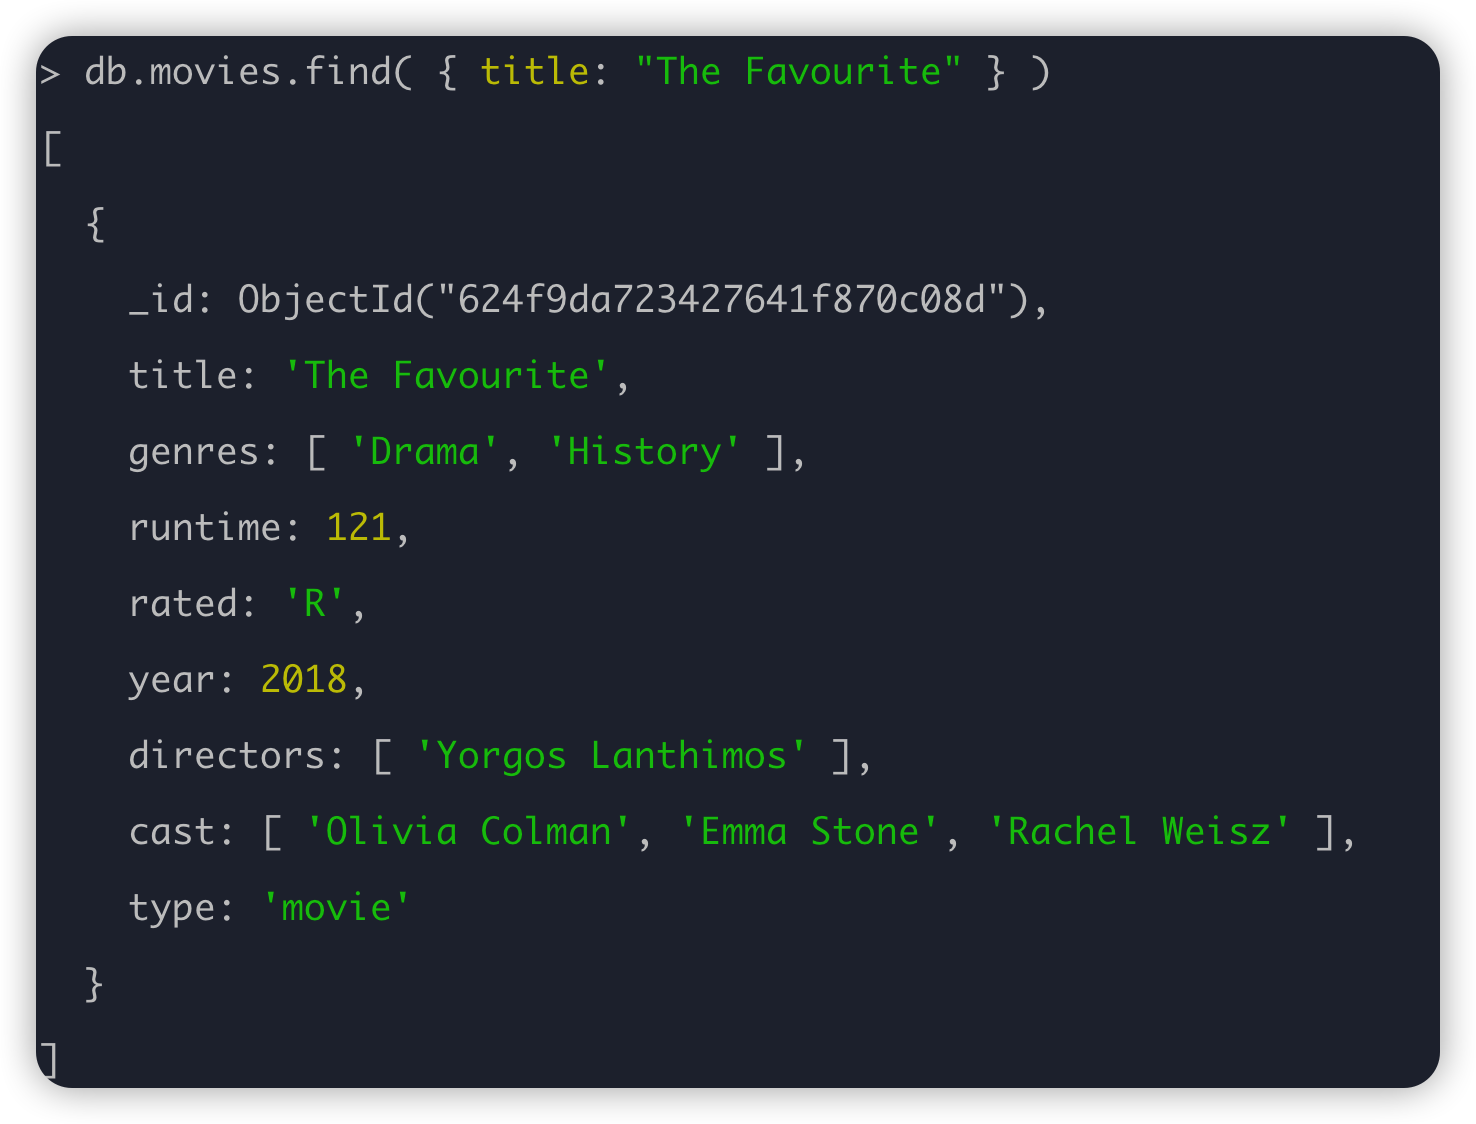 > db.movies.find( { title: "The Favourite" } )
[
  {
    _id: ObjectId("624f9da723427641f870c08d"),
    title: 'The Favourite',
    genres: [ 'Drama', 'History' ],
    runtime: 121,
    rated: 'R',
    year: 2018,
    directors: [ 'Yorgos Lanthimos' ],
    cast: [ 'Olivia Colman', 'Emma Stone', 'Rachel Weisz' ],
    type: 'movie'
  }
]